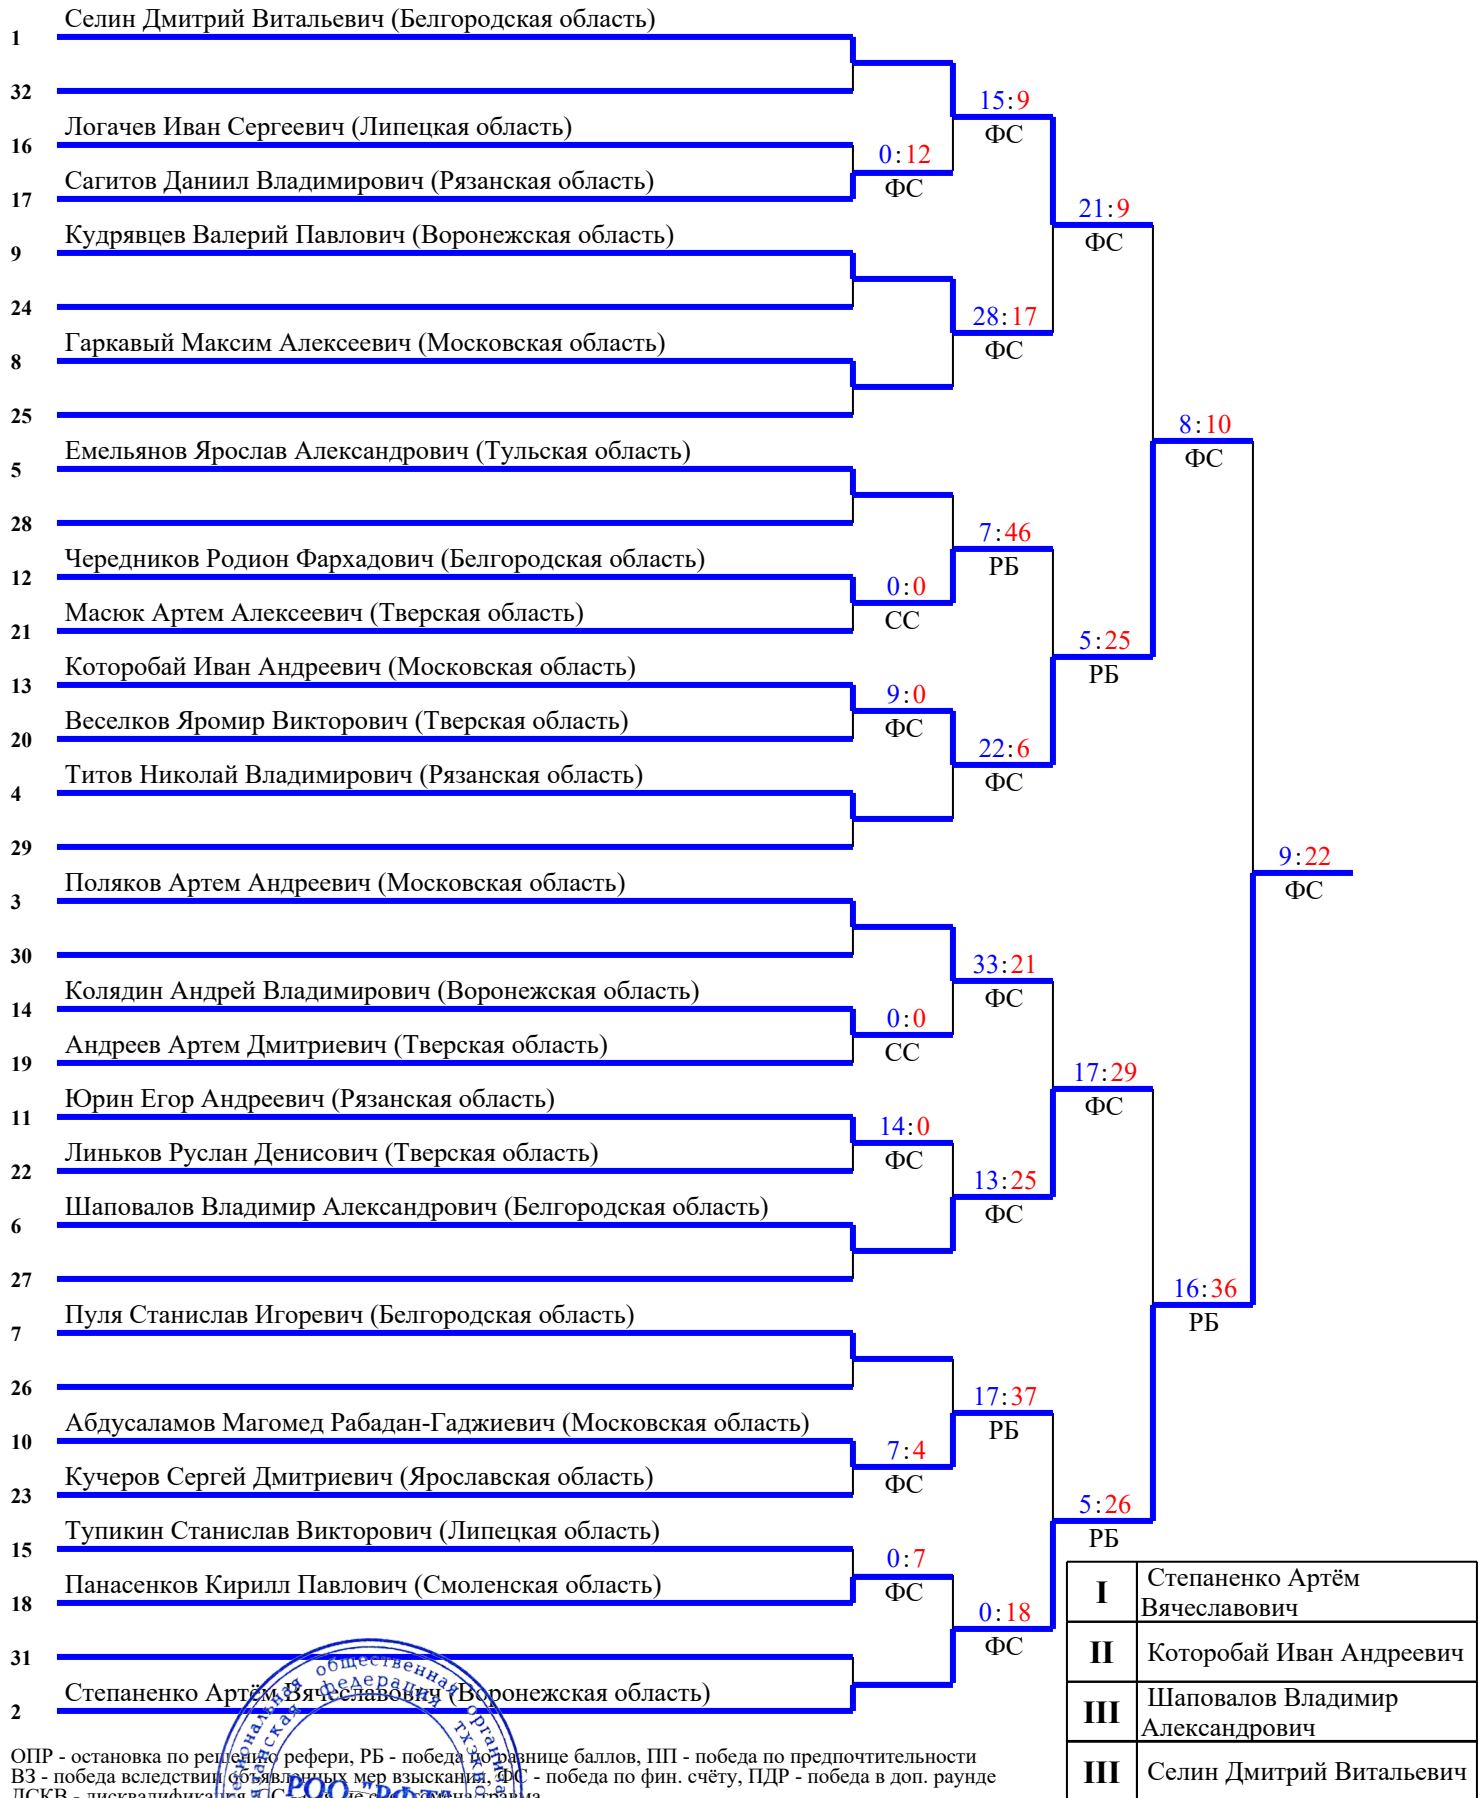 Селин Дмитрий Витальевич (Белгородская область)
1
32
15:9
ФС
Логачев Иван Сергеевич (Липецкая область)
16
0:12
ФС
Сагитов Даниил Владимирович (Рязанская область)
17
21:9
ФС
Кудрявцев Валерий Павлович (Воронежская область)
9
24
28:17
ФС
Гаркавый Максим Алексеевич (Московская область)
8
25
8:10
ФС
Емельянов Ярослав Александрович (Тульская область)
5
28
7:46
РБ
Чередников Родион Фархадович (Белгородская область)
12
0:0
СС
Масюк Артем Алексеевич (Тверская область)
21
5:25
РБ
Которобай Иван Андреевич (Московская область)
13
9:0
ФС
Веселков Яромир Викторович (Тверская область)
20
22:6
ФС
Титов Николай Владимирович (Рязанская область)
4
29
9:22
ФС
Поляков Артем Андреевич (Московская область)
3
30
33:21
ФС
Колядин Андрей Владимирович (Воронежская область)
14
0:0
СС
Андреев Артем Дмитриевич (Тверская область)
19
17:29
ФС
Юрин Егор Андреевич (Рязанская область)
11
14:0
ФС
Линьков Руслан Денисович (Тверская область)
22
13:25
ФС
Шаповалов Владимир Александрович (Белгородская область)
6
27
16:36
РБ
Пуля Станислав Игоревич (Белгородская область)
7
26
17:37
РБ
Абдусаламов Магомед Рабадан-Гаджиевич (Московская область)
10
7:4
ФС
Кучеров Сергей Дмитриевич (Ярославская область)
23
5:26
РБ
Тупикин Станислав Викторович (Липецкая область)
15
0:7
ФС
Панасенков Кирилл Павлович (Смоленская область)
18
0:18
ФС
31
Степаненко Артём Вячеславович (Воронежская область)
2
I Степаненко Артём
Вячеславович
II Которобай Иван Андреевич
III Шаповалов Владимир
Александрович
III Селин Дмитрий Витальевич
ОПР - остановка по решению рефери, РБ - победа по разнице баллов, ПП - победа по предпочтительности
ВЗ - победа вследствии объявленных мер взыскания, ФС - победа по фин. счёту, ПДР - победа в доп. раунде
ДСКВ - дисквалификация
общественная
федерация
РОО "РФТ"